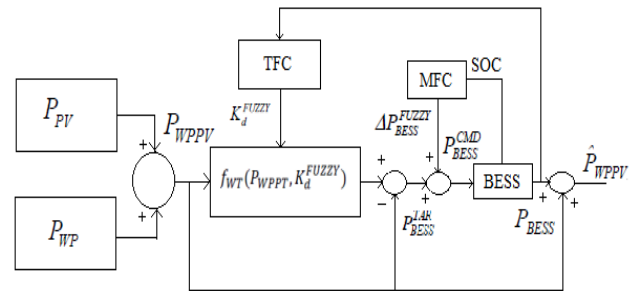 TFC
SOC
MFC
P_PV
K_d^FUZZY
P_WPPV
ΔP_BESS^FUZZY
P_BESS^CMD
P̂_WPPV
+
f_WT(P_WPPT, K_d^FUZZY)
+
+
BESS
+
−
+
+
+
P_BESS^TAR
P_BESS
P_WP